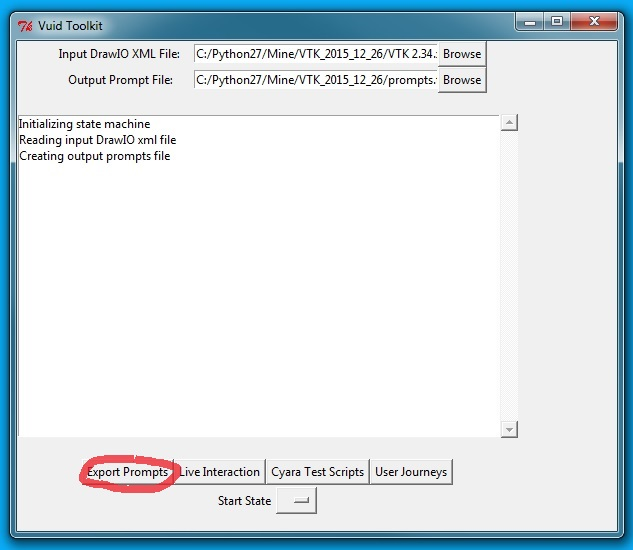 Vuid Toolkit
Input DrawIO XML File: C:/Python27/Mine/VTK_2015_12_26/VTK 2.34. Browse
Output Prompt File: C:/Python27/Mine/VTK_2015_12_26/prompts. Browse
Initializing state machine
Reading input DrawIO xml file
Creating output prompts file
Export Prompts Live Interaction Cyara Test Scripts User Journeys
Start State